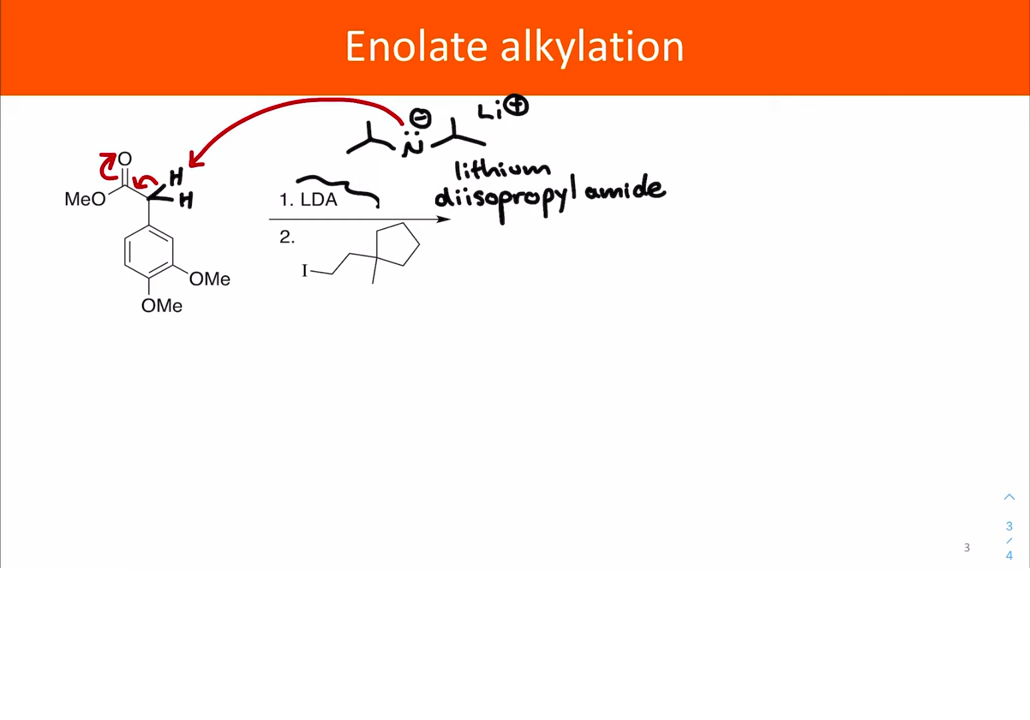 Enolate alkylation
Li⊕
⊖
N
lithium
diisopropyl amide
O
H
MeO
H
1. LDA
2.
I
OMe
OMe
3
3
/
4